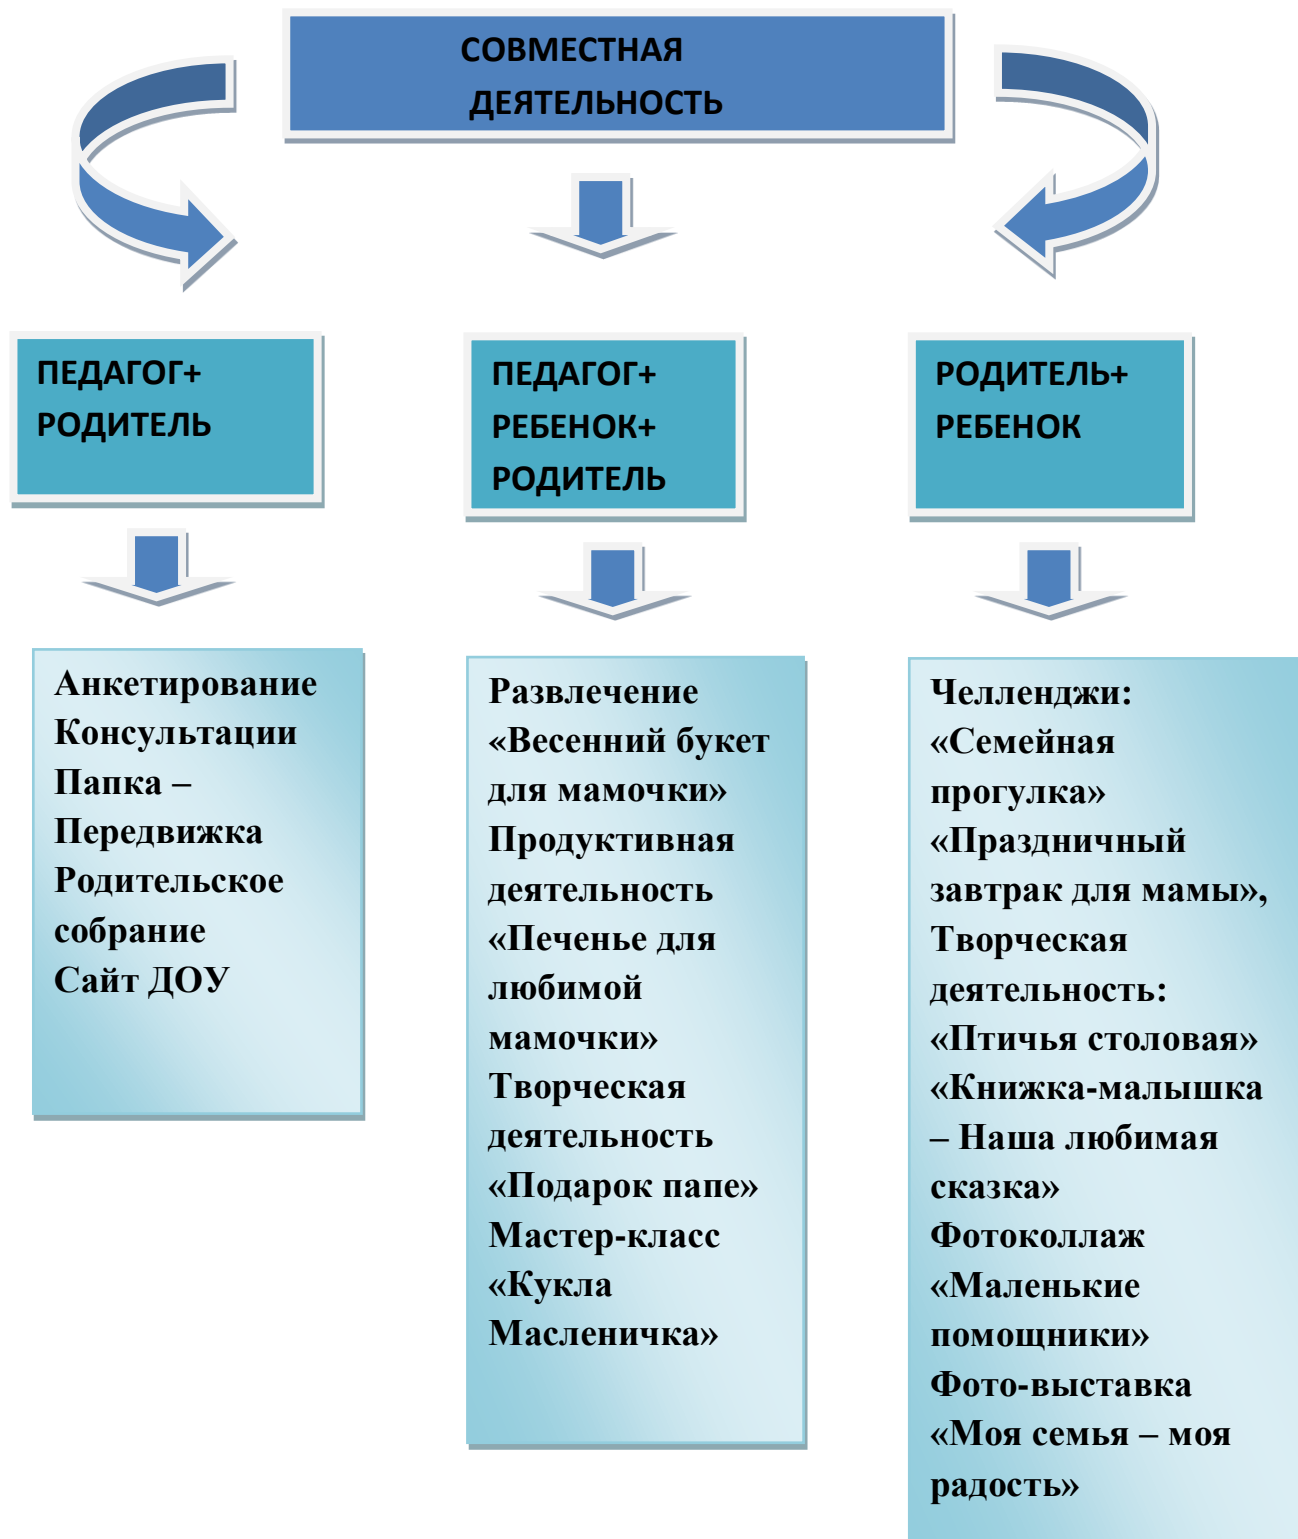 СОВМЕСТНАЯ
ДЕЯТЕЛЬНОСТЬ
ПЕДАГОГ+
РОДИТЕЛЬ
ПЕДАГОГ+
РЕБЕНОК+
РОДИТЕЛЬ
РОДИТЕЛЬ+
РЕБЕНОК
Анкетирование
Консультации
Папка –
Передвижка
Родительское
собрание
Сайт ДОУ
Развлечение
«Весенний букет
для мамочки»
Продуктивная
деятельность
«Печенье для
любимой
мамочки»
Творческая
деятельность
«Подарок папе»
Мастер-класс
«Кукла
Масленичка»
Челленджи:
«Семейная
прогулка»
«Праздничный
завтрак для мамы»,
Творческая
деятельность:
«Птичья столовая»
«Книжка-малышка
– Наша любимая
сказка»
Фотоколлаж
«Маленькие
помощники»
Фото-выставка
«Моя семья – моя
радость»